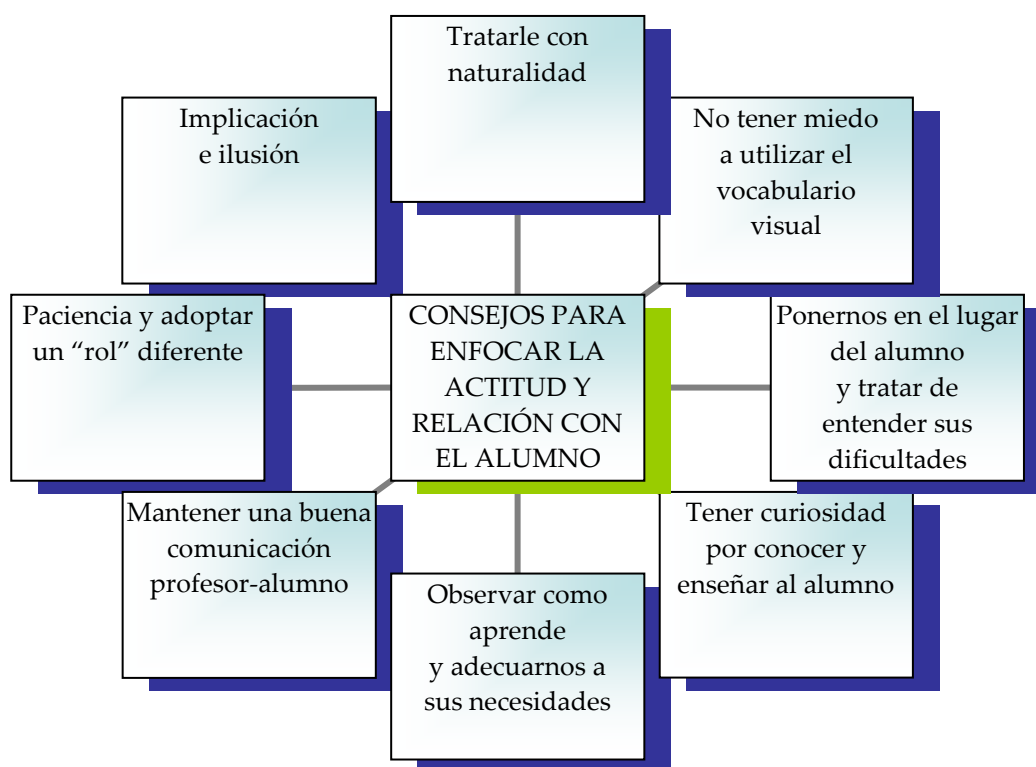 Tratarle con
naturalidad
Implicación
e ilusión
No tener miedo
a utilizar el
vocabulario
visual
Paciencia y adoptar
un “rol” diferente
CONSEJOS PARA
ENFOCAR LA
ACTITUD Y
RELACIÓN CON
EL ALUMNO
Ponernos en el lugar
del alumno
y tratar de
entender sus
dificultades
Mantener una buena
comunicación
profesor-alumno
Observar como
aprende
y adecuarnos a
sus necesidades
Tener curiosidad
por conocer y
enseñar al alumno